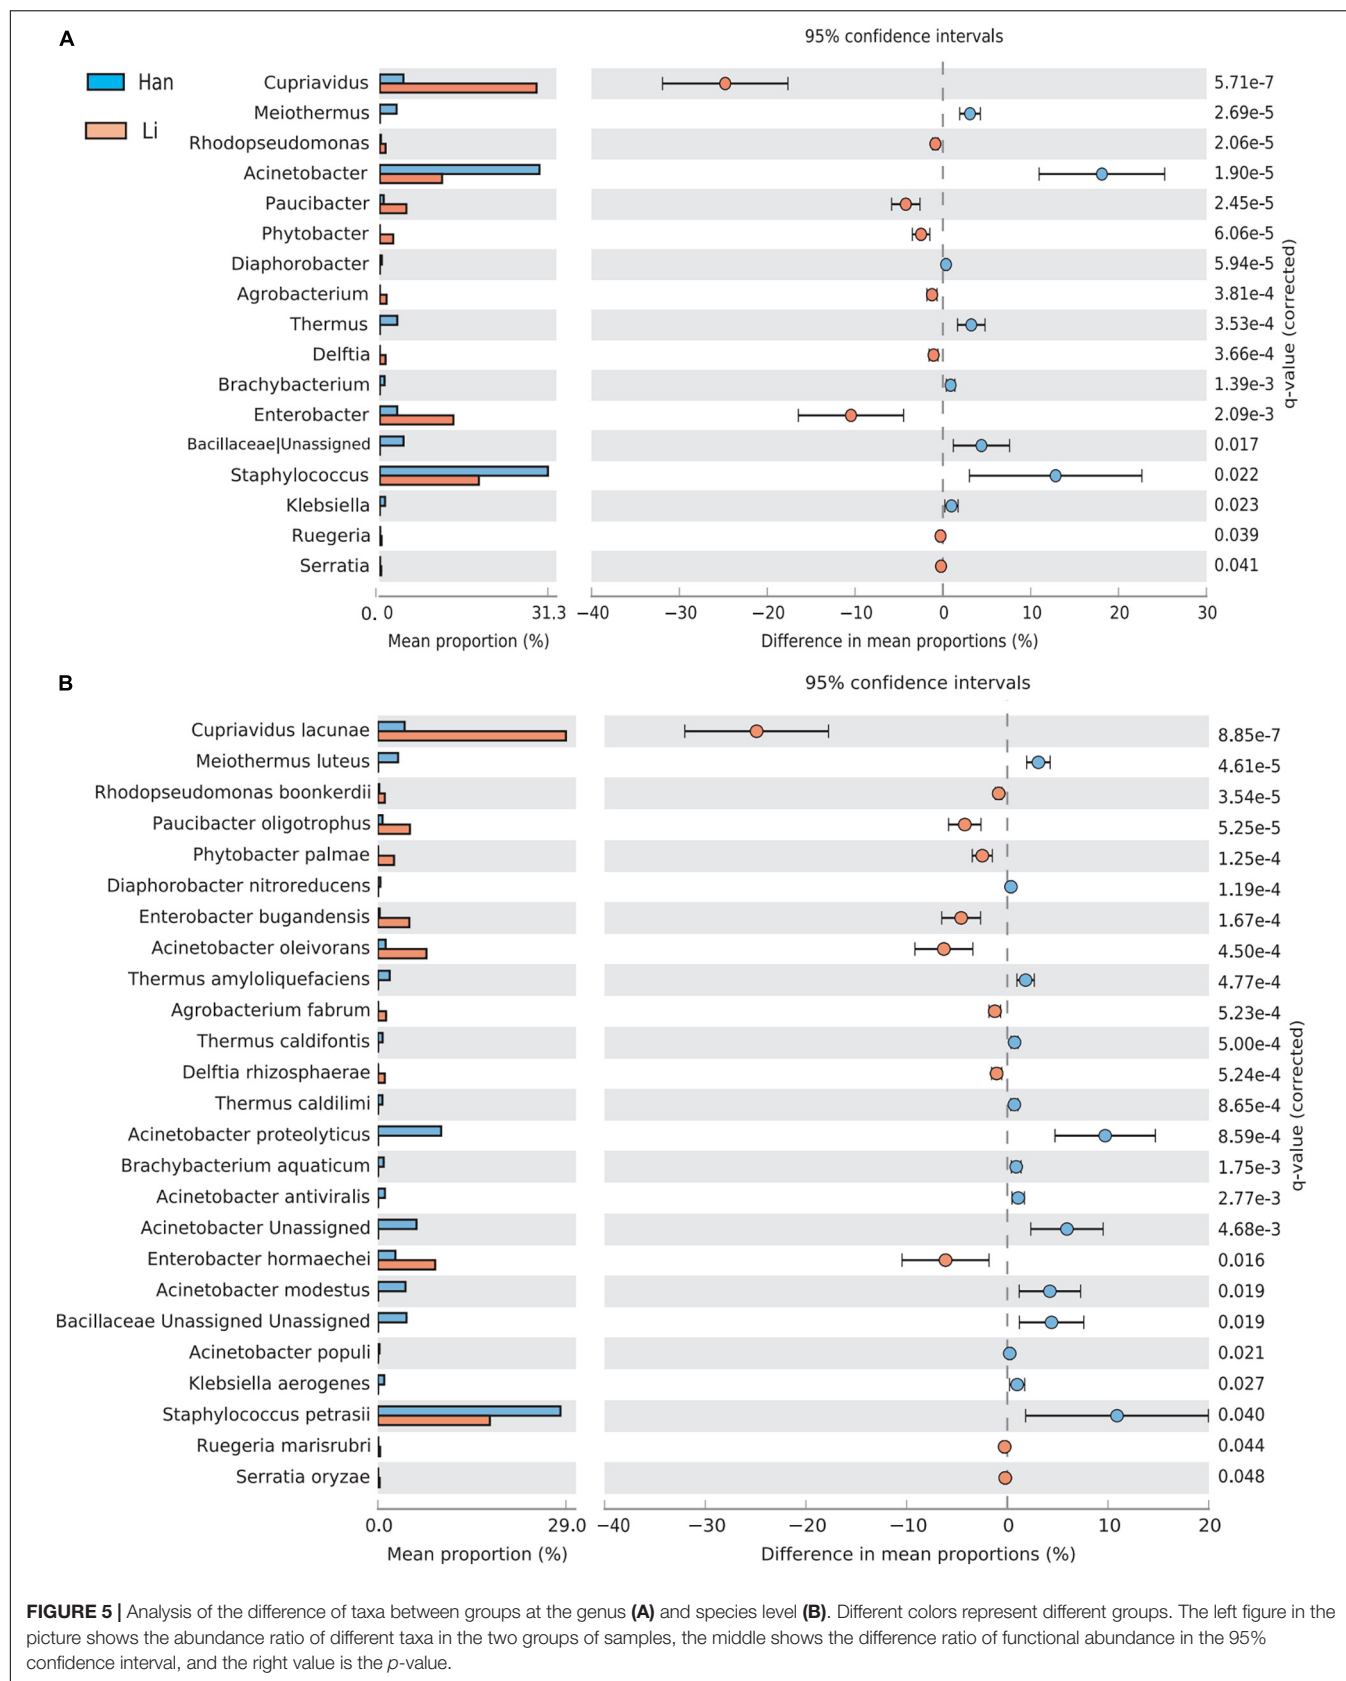 A
95% confidence intervals
Han
Li
Cupriavidus 5.71e-7
Meiothermus 2.69e-5
Rhodopseudomonas 2.06e-5
Acinetobacter 1.90e-5
Paucibacter 2.45e-5
Phytobacter 6.06e-5
Diaphorobacter 5.94e-5
Agrobacterium 3.81e-4
Thermus 3.53e-4
Delftia 3.66e-4
Brachybacterium 1.39e-3
Enterobacter 2.09e-3
Bacillaceae|Unassigned 0.017
Staphylococcus 0.022
Klebsiella 0.023
Ruegeria 0.039
Serratia 0.041
q-value (corrected)
0.0 31.3 −40 −30 −20 −10 0 10 20 30
Mean proportion (%) Difference in mean proportions (%)
B
95% confidence intervals
Cupriavidus lacunae 8.85e-7
Meiothermus luteus 4.61e-5
Rhodopseudomonas boonkerdii 3.54e-5
Paucibacter oligotrophus 5.25e-5
Phytobacter palmae 1.25e-4
Diaphorobacter nitroreducens 1.19e-4
Enterobacter bugandensis 1.67e-4
Acinetobacter oleivorans 4.50e-4
Thermus amyloliquefaciens 4.77e-4
Agrobacterium fabrum 5.23e-4
Thermus caldifontis 5.00e-4
Delftia rhizosphaerae 5.24e-4
Thermus caldilimi 8.65e-4
Acinetobacter proteolyticus 8.59e-4
Brachybacterium aquaticum 1.75e-3
Acinetobacter antiviralis 2.77e-3
Acinetobacter Unassigned 4.68e-3
Enterobacter hormaechei 0.016
Acinetobacter modestus 0.019
Bacillaceae Unassigned Unassigned 0.019
Acinetobacter populi 0.021
Klebsiella aerogenes 0.027
Staphylococcus petrasii 0.040
Ruegeria marisrubri 0.044
Serratia oryzae 0.048
q-value (corrected)
0.0 29.0 −40 −30 −20 −10 0 10 20
Mean proportion (%) Difference in mean proportions (%)
FIGURE 5 | Analysis of the difference of taxa between groups at the genus (A) and species level (B). Different colors represent different groups. The left figure in the
picture shows the abundance ratio of different taxa in the two groups of samples, the middle shows the difference ratio of functional abundance in the 95%
confidence interval, and the right value is the p-value.